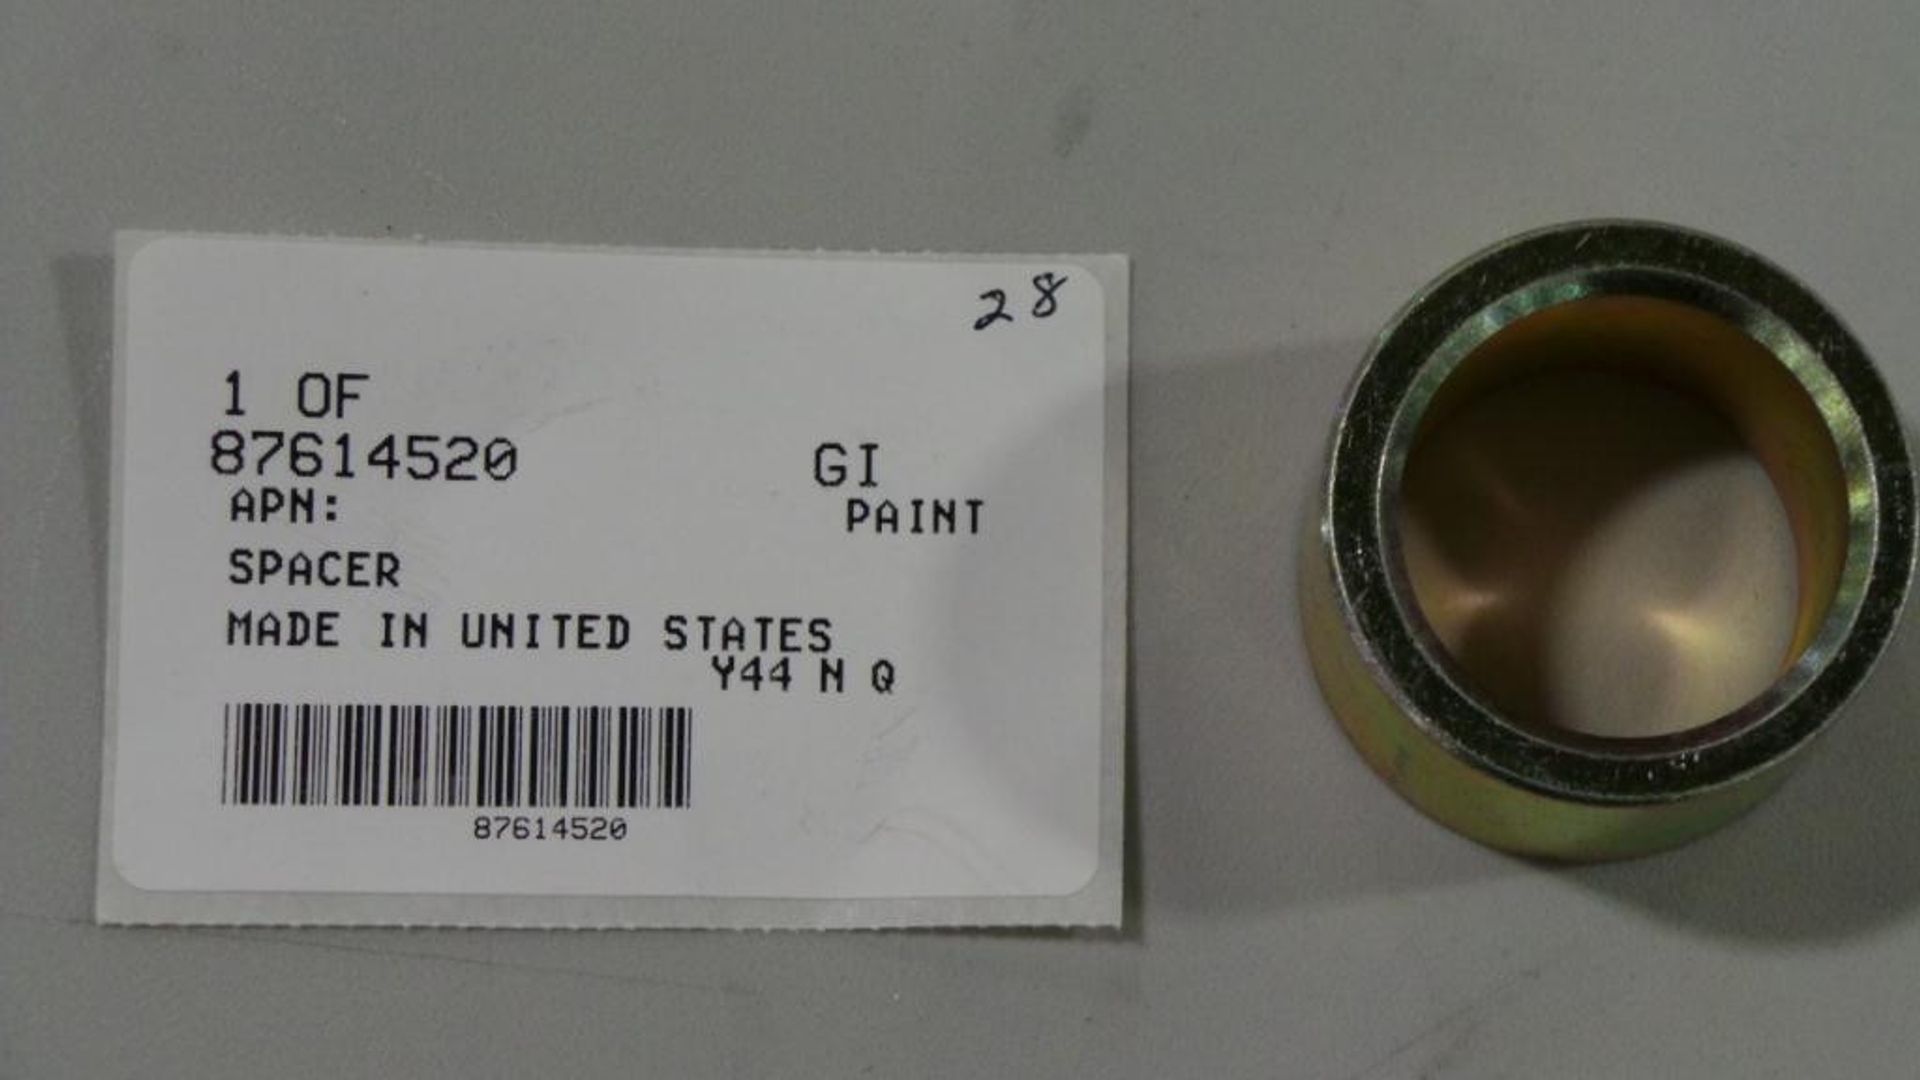 28
1 OF
87614520 GI
APN: PAINT
SPACER
MADE IN UNITED STATES
Y44 N Q
87614520